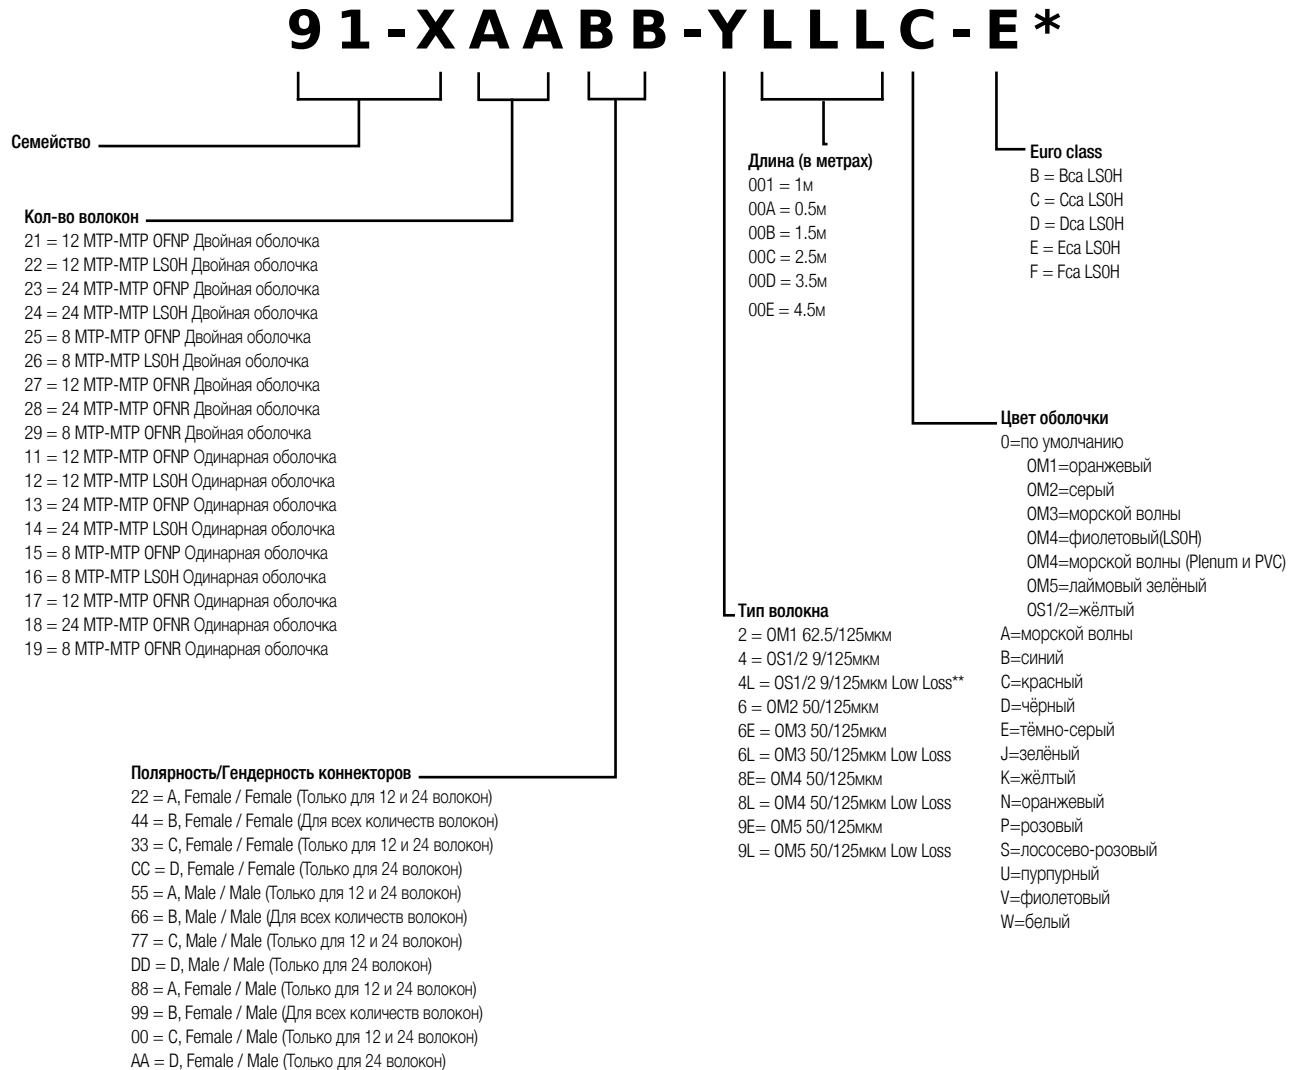 91-XAABB-YLLLC-E*
Семейство
Кол-во волокон
21 = 12 MTP-MTP OFNP Двойная оболочка
22 = 12 MTP-MTP LS0H Двойная оболочка
23 = 24 MTP-MTP OFNP Двойная оболочка
24 = 24 MTP-MTP LS0H Двойная оболочка
25 = 8 MTP-MTP OFNP Двойная оболочка
26 = 8 MTP-MTP LS0H Двойная оболочка
27 = 12 MTP-MTP OFNR Двойная оболочка
28 = 24 MTP-MTP OFNR Двойная оболочка
29 = 8 MTP-MTP OFNR Двойная оболочка
11 = 12 MTP-MTP OFNP Одинарная оболочка
12 = 12 MTP-MTP LS0H Одинарная оболочка
13 = 24 MTP-MTP OFNP Одинарная оболочка
14 = 24 MTP-MTP LS0H Одинарная оболочка
15 = 8 MTP-MTP OFNP Одинарная оболочка
16 = 8 MTP-MTP LS0H Одинарная оболочка
17 = 12 MTP-MTP OFNR Одинарная оболочка
18 = 24 MTP-MTP OFNR Одинарная оболочка
19 = 8 MTP-MTP OFNR Одинарная оболочка
Полярность/Гендерность коннекторов
22 = A, Female / Female (Только для 12 и 24 волокон)
44 = B, Female / Female (Для всех количеств волокон)
33 = C, Female / Female (Только для 12 и 24 волокон)
CC = D, Female / Female (Только для 24 волокон)
55 = A, Male / Male (Только для 12 и 24 волокон)
66 = B, Male / Male (Для всех количеств волокон)
77 = C, Male / Male (Только для 12 и 24 волокон)
DD = D, Male / Male (Только для 24 волокон)
88 = A, Female / Male (Только для 12 и 24 волокон)
99 = B, Female / Male (Для всех количеств волокон)
00 = C, Female / Male (Только для 12 и 24 волокон)
AA = D, Female / Male (Только для 24 волокон)
Длина (в метрах)
001 = 1м
00A = 0.5м
00B = 1.5м
00C = 2.5м
00D = 3.5м
00E = 4.5м
Тип волокна
2 = OM1 62.5/125мкм
4 = OS1/2 9/125мкм
4L = OS1/2 9/125мкм Low Loss**
6 = OM2 50/125мкм
6E = OM3 50/125мкм
6L = OM3 50/125мкм Low Loss
8E= OM4 50/125мкм
8L = OM4 50/125мкм Low Loss
9E= OM5 50/125мкм
9L = OM5 50/125мкм Low Loss
Euro class
B = Bca LS0H
C = Cca LS0H
D = Dca LS0H
E = Eca LS0H
F = Fca LS0H
Цвет оболочки
0=по умолчанию
OM1=оранжевый
OM2=серый
OM3=морской волны
OM4=фиолетовый(LS0H)
OM4=морской волны (Plenum и PVC)
OM5=лаймовый зелёный
OS1/2=жёлтый
A=морской волны
B=синий
C=красный
D=чёрный
E=тёмно-серый
J=зелёный
K=жёлтый
N=оранжевый
P=розовый
S=лососево-розовый
U=пурпурный
V=фиолетовый
W=белый